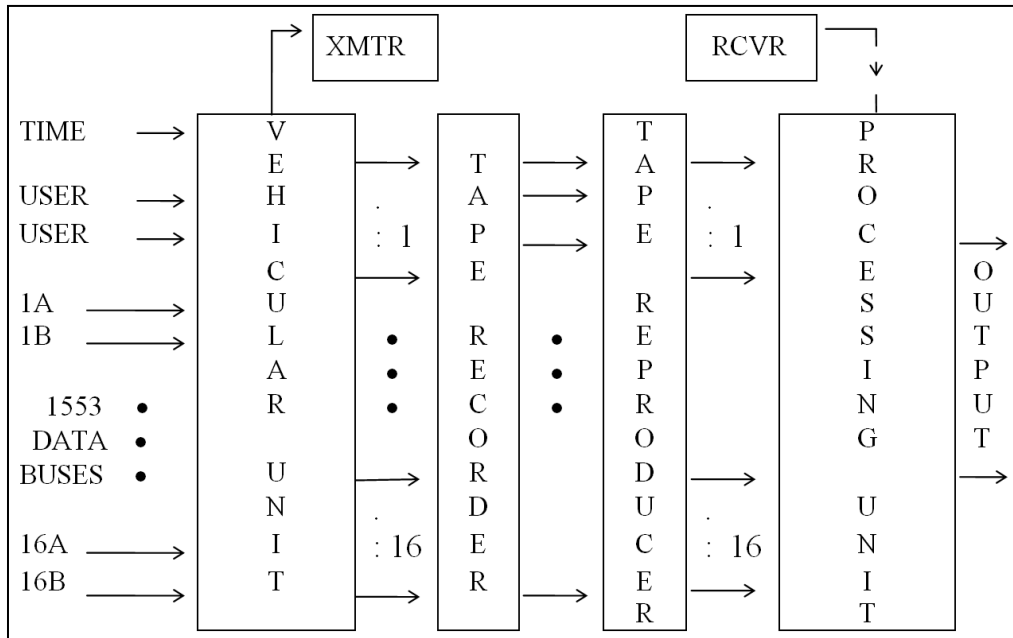 XMTR
RCVR
TIME
USER
USER
1A
1B
1553
DATA
BUSES
16A
16B
VEHICULAR UNIT
: 1
: 16
TAPE RECORDER
TAPE REPRODUCER
: 1
: 16
PROCESSING UNIT
OUTPUT